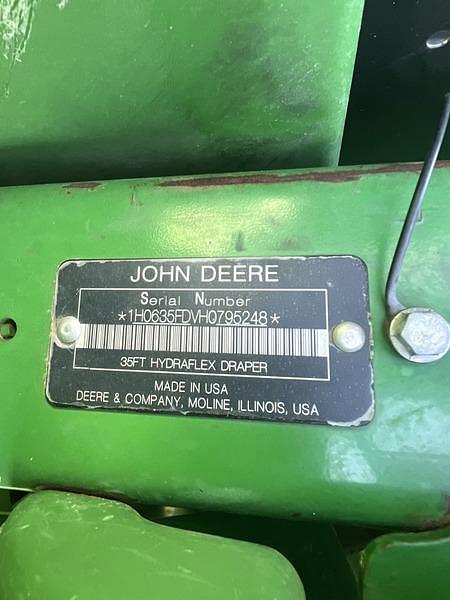 JOHN DEERE
Serial Number
*1H0635FDVH0795248*
35FT HYDRAFLEX DRAPER
MADE IN USA
DEERE & COMPANY, MOLINE, ILLINOIS, USA